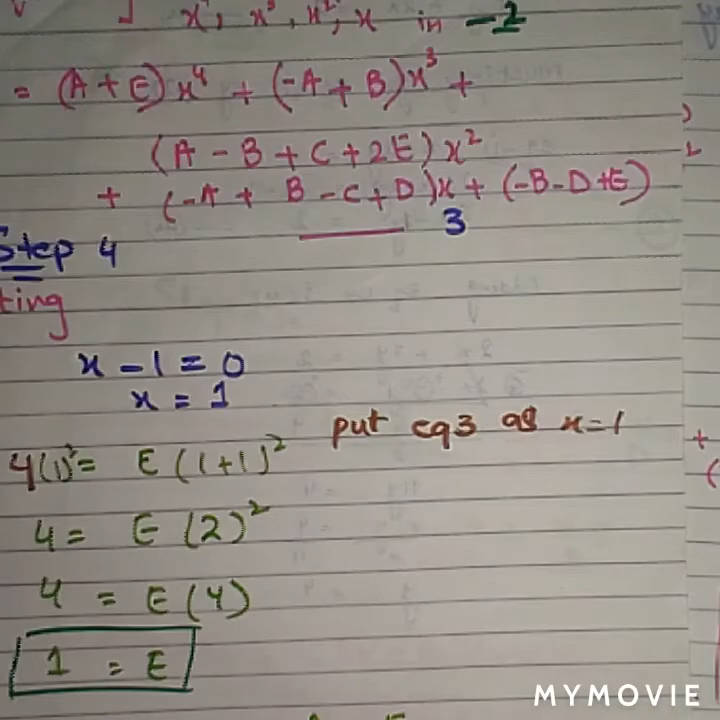 x, x³, x², x in -2
= (A + E) x⁴ + (-A + B) x³ +
(A - B + C + 2E) x²
+ (-A + B - C + D) x + (-B - D + E)
3
Step 4
ting
x - 1 = 0
x = 1
put eq3 as x = 1
4(1)² = E (1+1)²
4 = E (2)²
4 = E (4)
1 = E
MYMOVIE